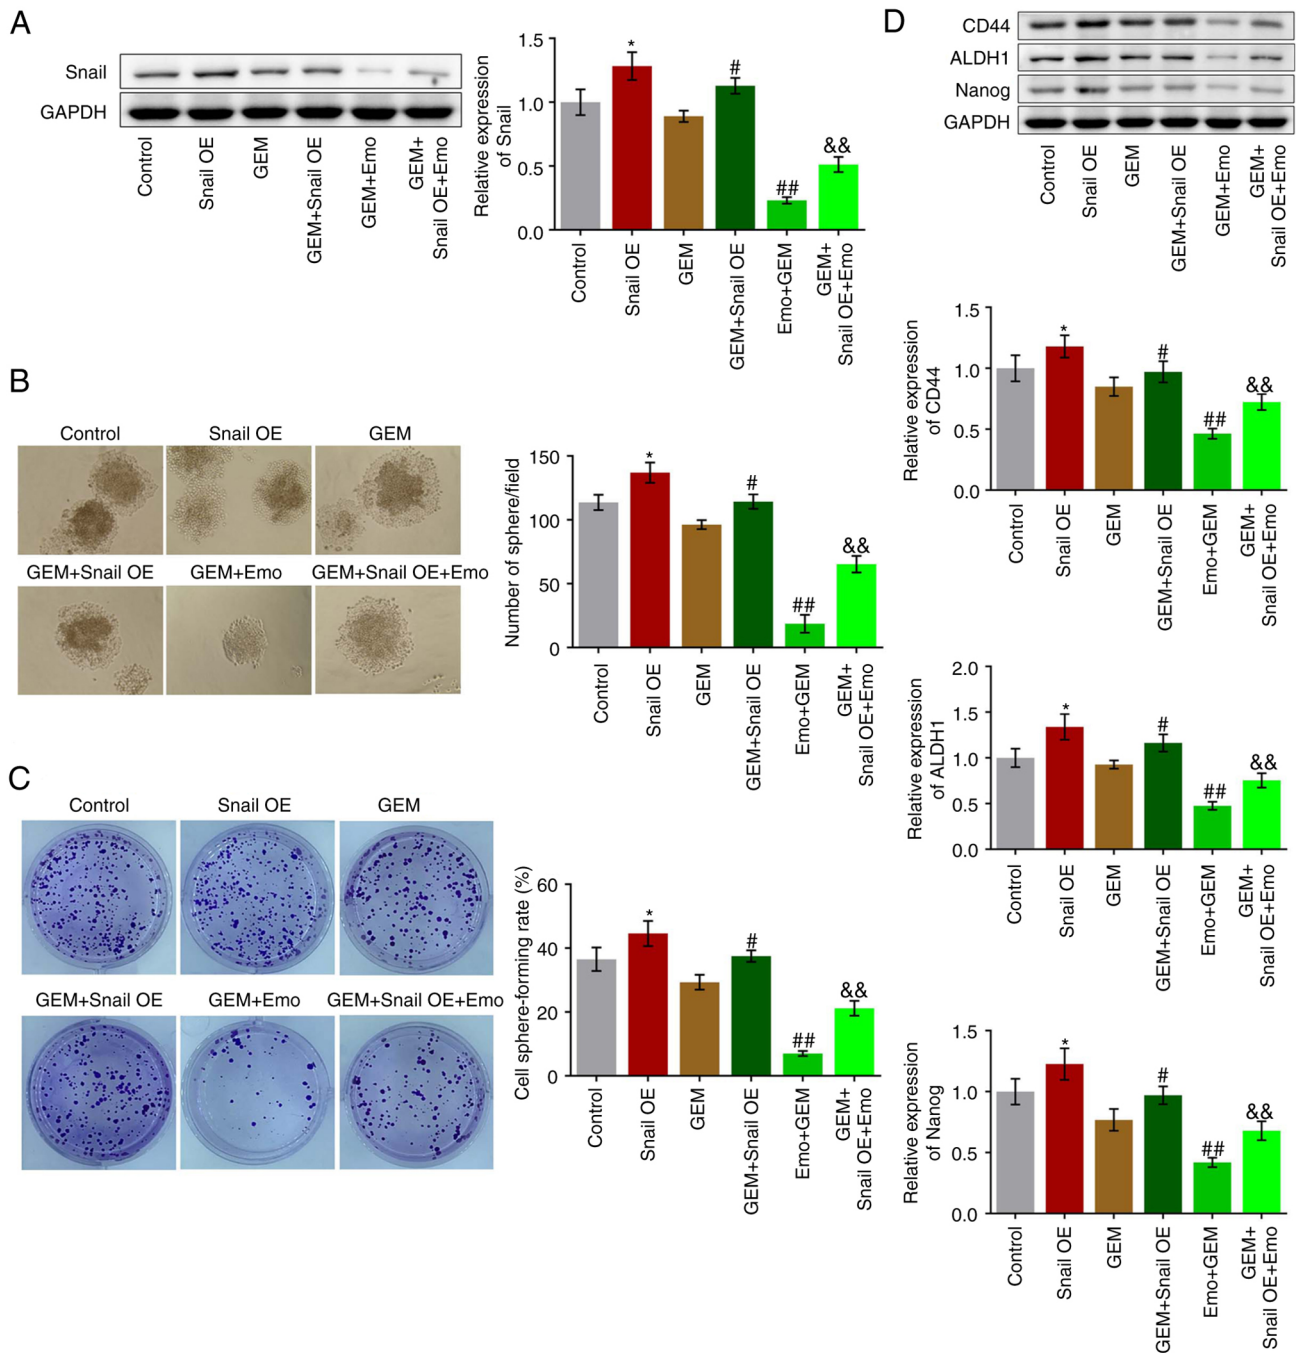 A
Snail
GAPDH
Control
Snail OE
GEM
GEM+Snail OE
GEM+Emo
GEM+
Snail OE+Emo
Relative expression
of Snail
1.5
1.0
0.5
0.0
*
#
##
&&
Control
Snail OE
GEM
GEM+Snail OE
Emo+GEM
GEM+
Snail OE+Emo
B
Control
Snail OE
GEM
GEM+Snail OE
GEM+Emo
GEM+Snail OE+Emo
Number of sphere/field
150
100
50
0
*
#
##
&&
Control
Snail OE
GEM
GEM+Snail OE
Emo+GEM
GEM+
Snail OE+Emo
C
Control
Snail OE
GEM
GEM+Snail OE
GEM+Emo
GEM+Snail OE+Emo
Cell sphere-forming rate (%)
60
40
20
0
*
#
##
&&
Control
Snail OE
GEM
GEM+Snail OE
Emo+GEM
GEM+
Snail OE+Emo
D
CD44
ALDH1
Nanog
GAPDH
Control
Snail OE
GEM
GEM+Snail OE
GEM+Emo
GEM+
Snail OE+Emo
Relative expression
of CD44
1.5
1.0
0.5
0.0
*
#
##
&&
Control
Snail OE
GEM
GEM+Snail OE
Emo+GEM
GEM+
Snail OE+Emo
Relative expression
of ALDH1
2.0
1.5
1.0
0.5
0.0
*
#
##
&&
Control
Snail OE
GEM
GEM+Snail OE
Emo+GEM
GEM+
Snail OE+Emo
Relative expression
of Nanog
1.5
1.0
0.5
0.0
*
#
##
&&
Control
Snail OE
GEM
GEM+Snail OE
Emo+GEM
GEM+
Snail OE+Emo